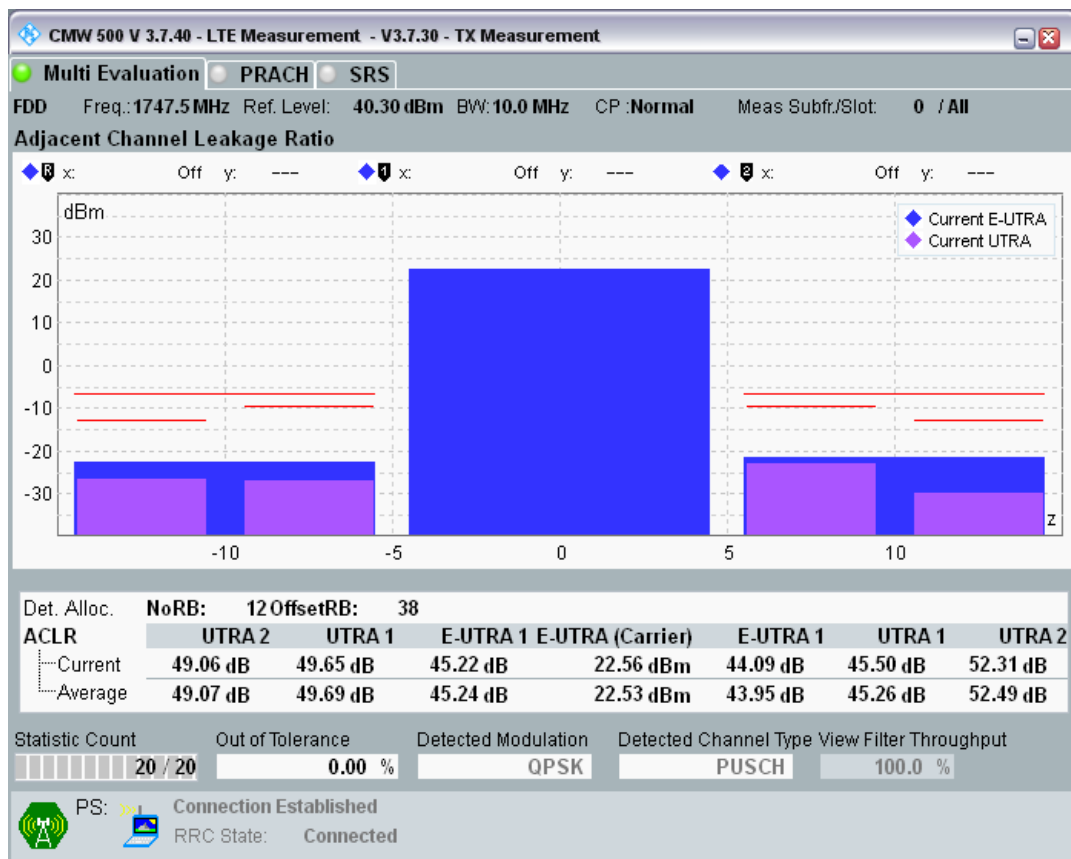 CMW 500 V 3.7.40 - LTE Measurement - V3.7.30 - TX Measurement
Multi Evaluation PRACH SRS
FDD Freq.:1747.5 MHz Ref. Level: 40.30 dBm BW:10.0 MHz CP :Normal Meas Subfr./Slot: 0 / All
Adjacent Channel Leakage Ratio
R x: Off y: --- 1 x: Off y: --- 2 x: Off y: ---
dBm
Current E-UTRA
Current UTRA
30
20
10
0
-10
-20
-30
z
-10 -5 0 5 10
Det. Alloc. NoRB: 12 OffsetRB: 38
ACLR UTRA 2 UTRA 1 E-UTRA 1 E-UTRA (Carrier) E-UTRA 1 UTRA 1 UTRA 2
Current 49.06 dB 49.65 dB 45.22 dB 22.56 dBm 44.09 dB 45.50 dB 52.31 dB
Average 49.07 dB 49.69 dB 45.24 dB 22.53 dBm 43.95 dB 45.26 dB 52.49 dB
Statistic Count Out of Tolerance Detected Modulation Detected Channel Type View Filter Throughput
20 / 20 0.00 % QPSK PUSCH 100.0 %
PS: Connection Established
RRC State: Connected